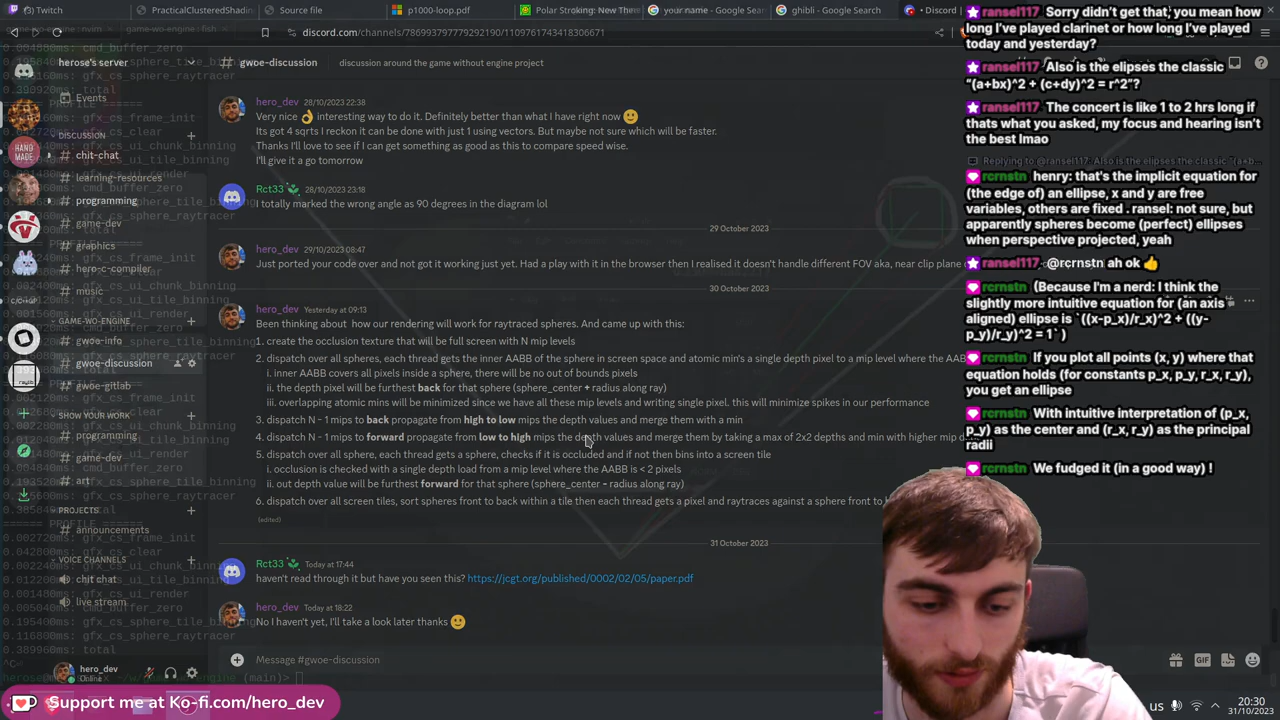 Twitch
PracticalClusteredShadin
Source file
p1000-loop.pdf
Polar Stroking: New The
your name - Google Search
ghibli - Google Search
• Discord |
discord.com/channels/786993797779292190/1109761743418306671
herose's server
# gwoe-discussion
discussion around the game without engine project
Events
DISCUSSION
chit-chat
learning-resources
programming
game-dev
graphics
hero-c-compiler
music
GAME-WO-ENGINE
gwoe-info
gwoe-discussion
gwoe-gitlab
SHOW YOUR WORK
programming
game-dev
art
PROJECTS
announcements
VOICE CHANNELS
chit chat
live stream
hero_dev
Online
hero_dev 28/10/2023 22:38
Very nice 👌 interesting way to do it. Definitely better than what I have right now 🙂
Its consts parts I reckon it can be done with just 1 using vectors. But maybe not sure which will be faster.
Thanks I'll have to see if I can get something as good as this to compare speed wise.
I'll give it a go tomorrow
Rct33 28/10/2023 23:18
I totally marked the wrong angle as 90 degrees in the diagram lol
29 October 2023
hero_dev 29/10/2023 08:47
Just ported your code over and not got it working just yet. Had a play with it in the browser then I realised it doesn't handle different FOV aka, near clip plane
30 October 2023
hero_dev Yesterday at 09:13
Been thinking about how our rendering will work for raytraced spheres. And came up with this:
1. create an occlusion texture that will full screen with N mip levels
2. dispatch over all spheres, each thread gets the inner AABB of the sphere in screen space and atomic min's a single depth pixel to a mip level where the AAB
i. inner AABB covers all pixels inside a sphere, there will be no out of bounds pixels
ii. the depth pixel will be furthest back for that sphere (sphere_center + radius along ray)
iii. overlapping atomic mins will be minimized since we have all these mip levels and writing single pixel. this will minimize spikes in our performance
3. dispatch N - 1 mips to back propagate from high to low mips the depth values and merge them with a min
4. Dispatch N - 1 mips to forward propagate from low to high mips the depth values and merge them by taking a max of 2x2 depths and min with higher mip
5. dispatch over all sphere, each thread gets a sphere, checks if it is occluded and if not then bins into a screen tile
i. occlusion is checked with a single depth load from a mip level where the AABB is < 2 pixels
ii. our depth value will be furthest forward for that sphere (sphere_center - radius along ray)
6. dispatch over all screen tiles, sort spheres front to back within a tile then each thread gets a pixel and raytraces against a sphere front to
(edited)
31 October 2023
Rct33 Today at 17:44
haven't read through it but have you seen this? https://jcgt.org/published/0002/02/05/paper.pdf
hero_dev Today at 18:22
No I haven't yet, I'll take a look later thanks 🙂
Message #gwoe-discussion
GIF
ransel117: Sorry didn't get that, you mean how
long I've played clarinet or how long I've played
today and yesterday?
ransel117: Also is the elipses the classic
"(a+bx)^2 + (c+dy)^2 = r^2"?
ransel117: The concert is like 1 to 2 hrs long if
thats what you asked, my focus and hearing isn't
the best lmao
Replying to @ransel117: Also is the elipses the classic "(a+b...
rcrnstn: henry: that's the implicit equation for
(the edge of) an ellipse, x and y are free
variables, others are fixed . ransel: not sure, but
apparently spheres become (perfect) ellipses
when perspective projected, yeah
ransel117: @rcrnstn ah ok 👍
rcrnstn: (Because I'm a nerd: I think the
slightly more intuitive equation for (an axis
aligned) ellipse is `((x-p_x)/r_x)^2 + ((y-
p_y)/r_y)^2 = 1` )
rcrnstn: If you plot all points (x, y) where that
equation holds (for constants p_x, p_y, r_x, r_y),
you get an ellipse
rcrnstn: With intuitive interpretation of (p_x,
p_y) as the center and (r_x, r_y) as the principal
radii
rcrnstn: We fudged it (in a good way) !
Support me at Ko-fi.com/hero_dev
us
20:30
31/10/2023